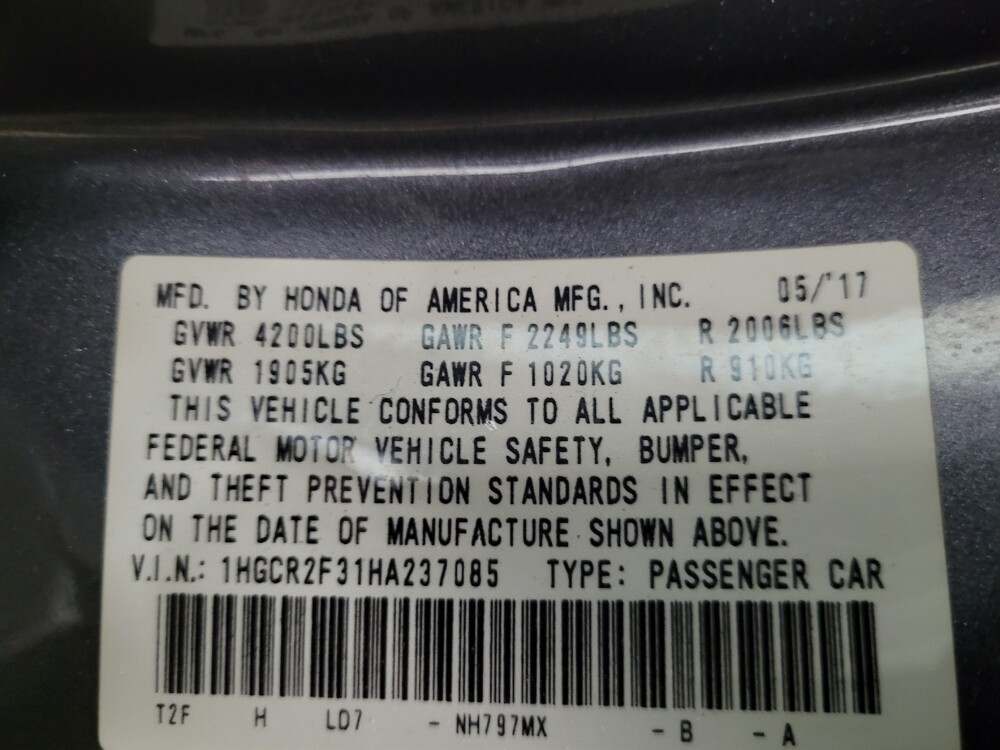 MFD. BY HONDA OF AMERICA MFG., INC. 05/'17
GVWR 4200LBS GAWR F 2249LBS R 2006LBS
GVWR 1905KG GAWR F 1020KG R 910KG
THIS VEHICLE CONFORMS TO ALL APPLICABLE
FEDERAL MOTOR VEHICLE SAFETY, BUMPER,
AND THEFT PREVENTION STANDARDS IN EFFECT
ON THE DATE OF MANUFACTURE SHOWN ABOVE.
V.I.N.: 1HGCR2F31HA237085 TYPE: PASSENGER CAR
T2F H LD7 - NH797MX - B - A